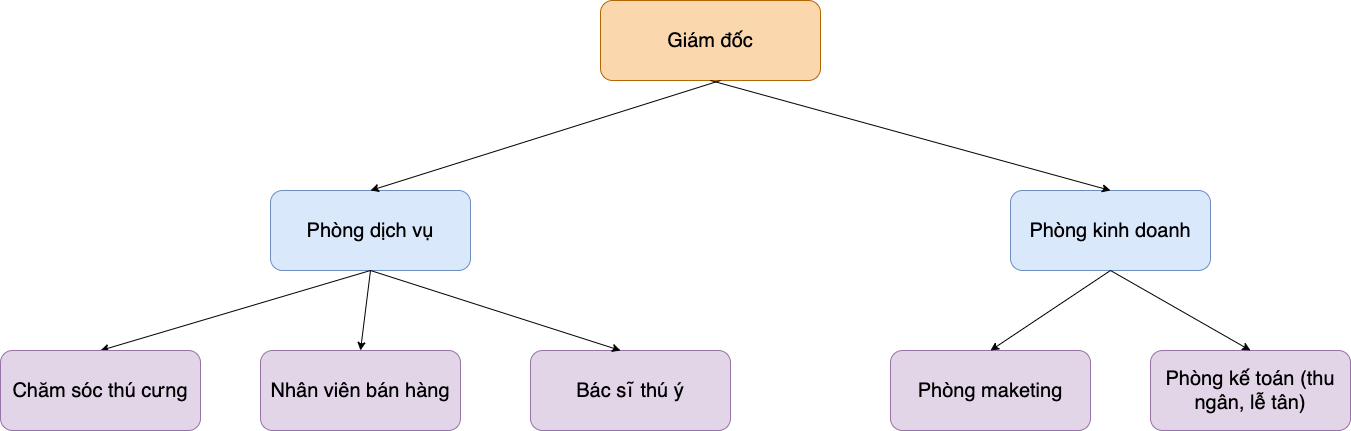 Giám đốc
Phòng dịch vụ
Phòng kinh doanh
Chăm sóc thú cưng
Nhân viên bán hàng
Bác sĩ thú ý
Phòng maketing
Phòng kế toán (thu
ngân, lễ tân)